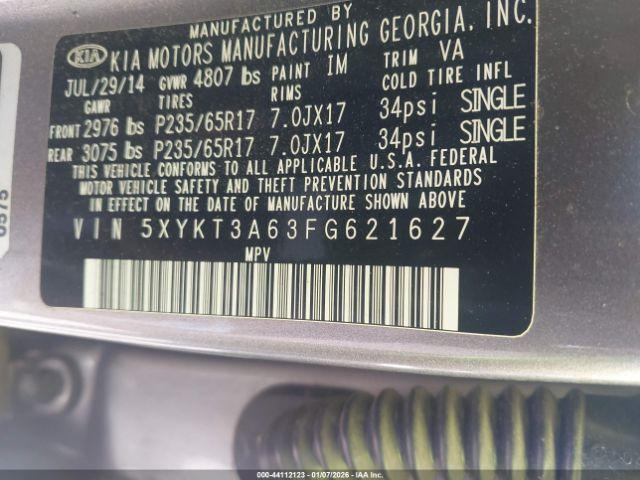 MANUFACTURED BY
KIA KIA MOTORS MANUFACTURING GEORGIA, INC.
JUL/29/14 GVWR 4807 lbs PAINT IM TRIM VA
GAWR TIRES RIMS COLD TIRE INFL
FRONT 2976 lbs P235/65R17 7.0JX17 34psi SINGLE
REAR 3075 lbs P235/65R17 7.0JX17 34psi SINGLE
THIS VEHICLE CONFORMS TO ALL APPLICABLE U.S.A. FEDERAL
MOTOR VEHICLE SAFETY AND THEFT PREVENTION STANDARDS
IN EFFECT ON THE DATE OF MANUFACTURE SHOWN ABOVE.
VIN 5XYKT3A63FG621627
MPV
6575
000-44112123 | 01/07/2026 | IAA Inc.